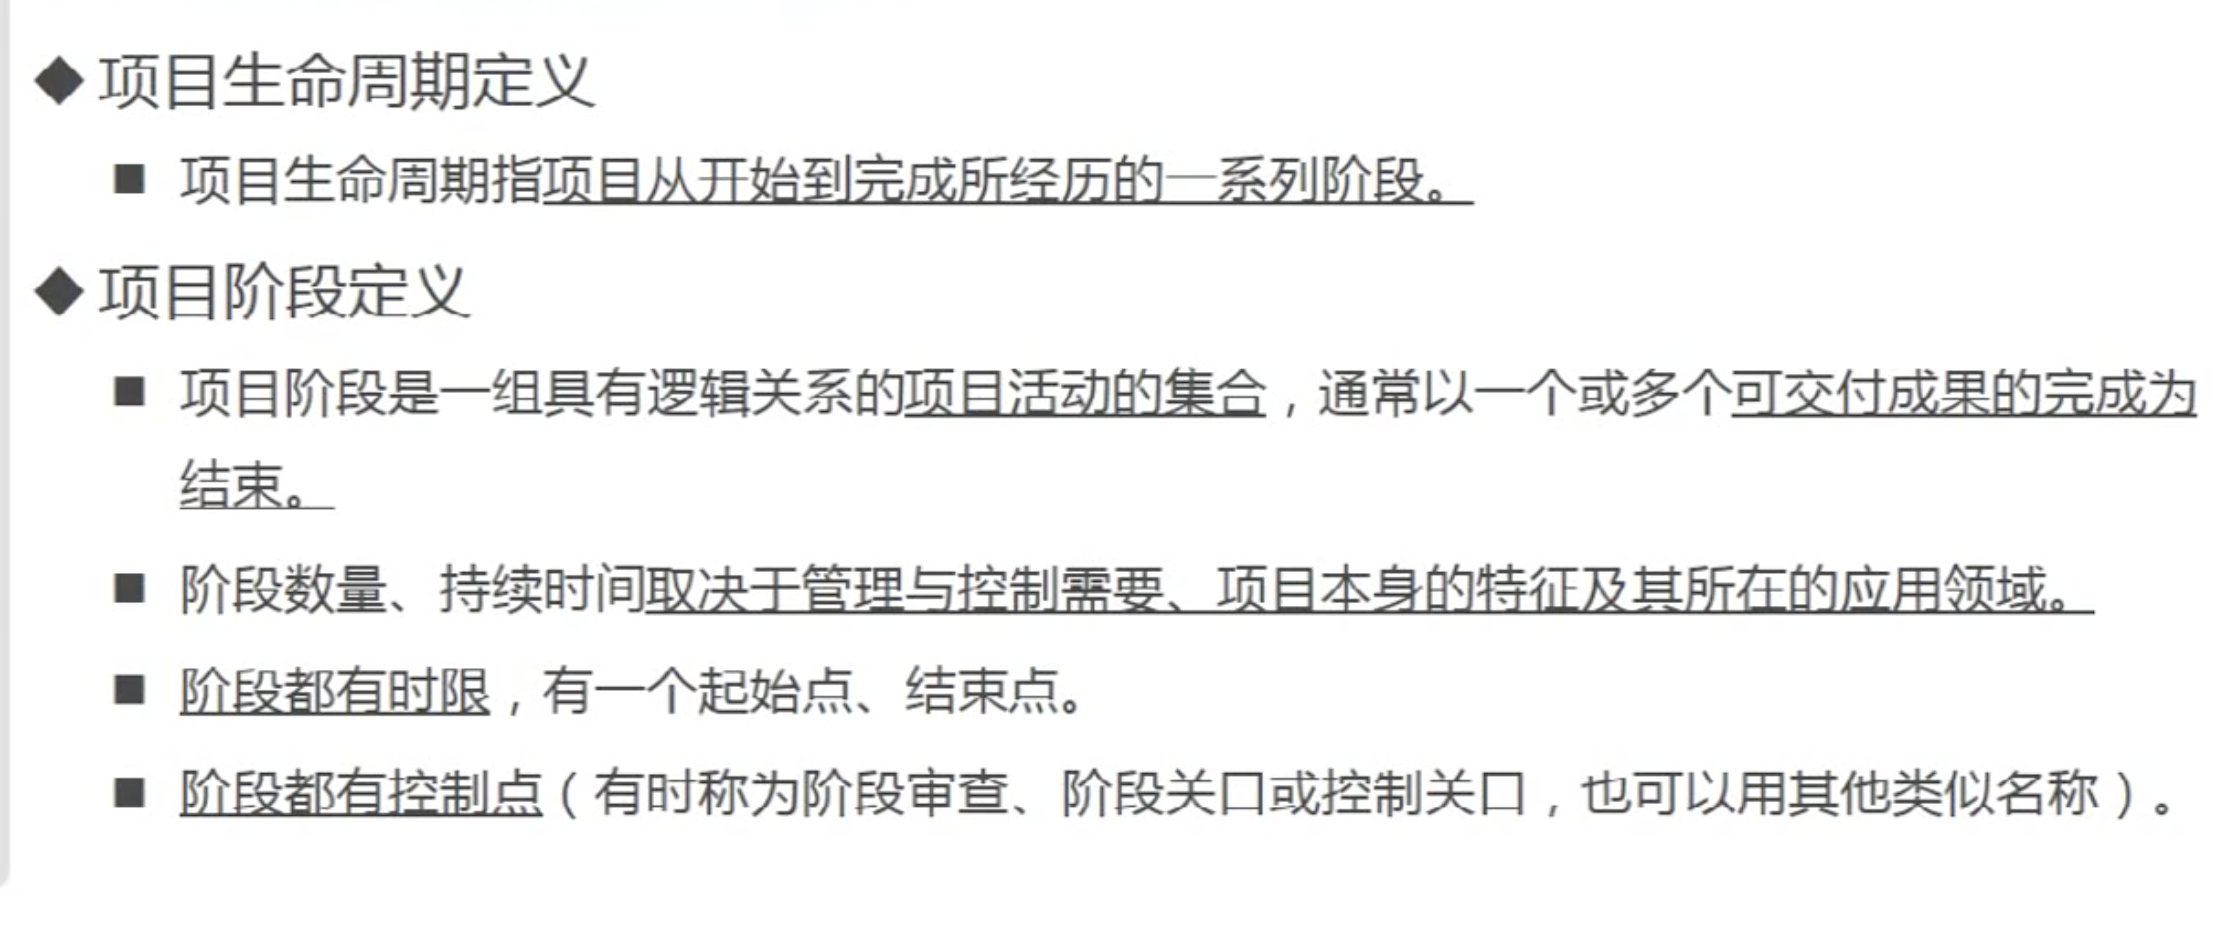 ◆项目生命周期定义
■ 项目生命周期指项目从开始到完成所经历的一系列阶段。
◆项目阶段定义
■ 项目阶段是一组具有逻辑关系的项目活动的集合，通常以一个或多个可交付成果的完成为
结束。
■ 阶段数量、持续时间取决于管理与控制需要、项目本身的特征及其所在的应用领域。
■ 阶段都有时限，有一个起始点、结束点。
■ 阶段都有控制点（有时称为阶段审查、阶段关口或控制关口，也可以用其他类似名称）。